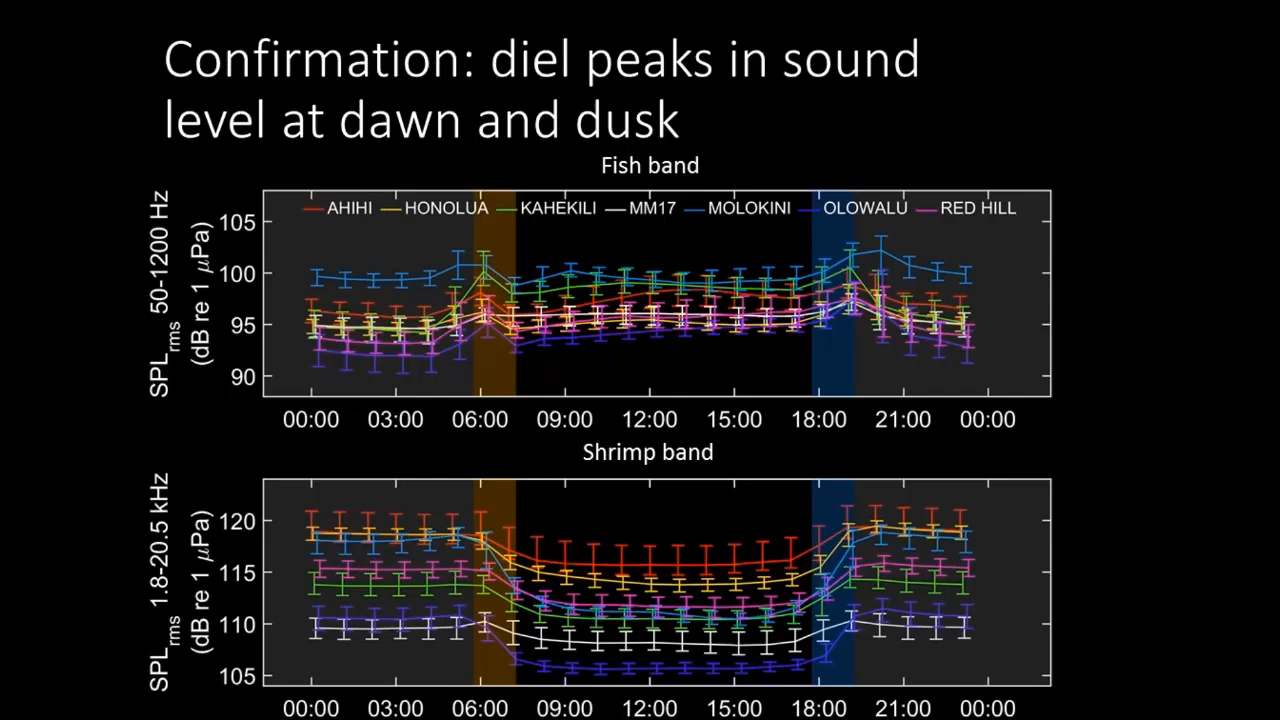 Confirmation: diel peaks in sound
level at dawn and dusk
Fish band
SPLrms 50-1200 Hz
(dB re 1 μPa)
AHIHI HONOLUA KAHEKILI MM17 MOLOKINI OLOWALU RED HILL
105
100
95
90
00:00 03:00 06:00 09:00 12:00 15:00 18:00 21:00 00:00
Shrimp band
SPLrms 1.8-20.5 kHz
(dB re 1 μPa)
120
115
110
105
00:00 03:00 06:00 09:00 12:00 15:00 18:00 21:00 00:00